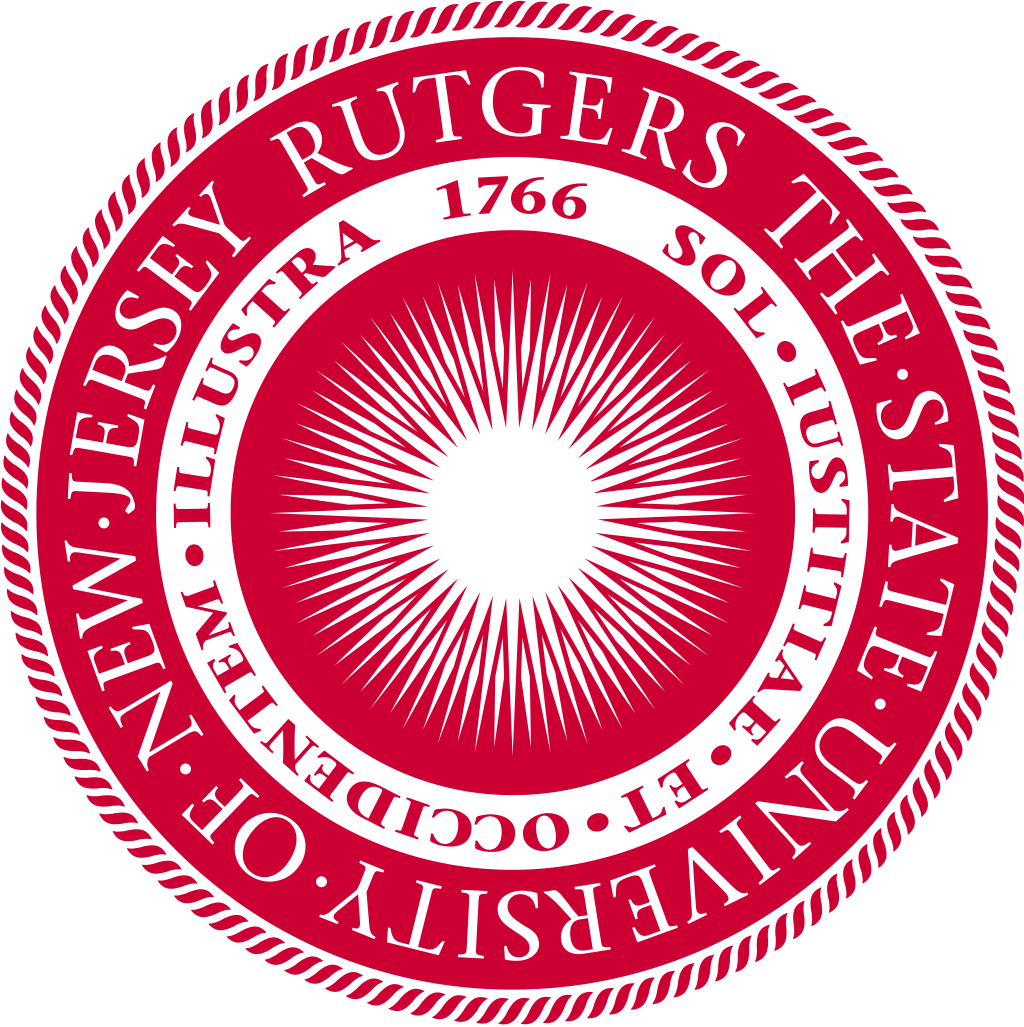 RUTGERS THE·STATE·UNIVERSITY·OF·NEW·JERSEY
1766
SOL·IUSTITIAE·ET·OCCIDENTEM·ILLUSTRA